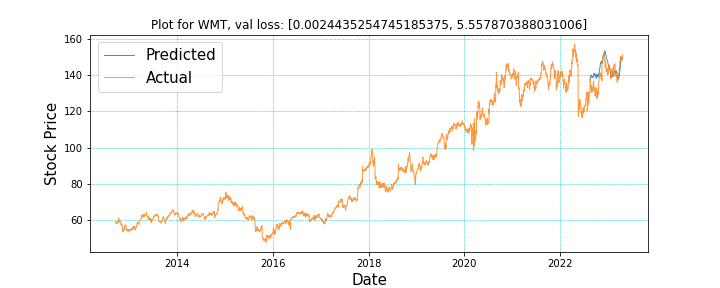 Plot for WMT, val loss: [0.0024435254745185375, 5.557870388031006]
160
140
120
100
80
60
Stock Price
Predicted
Actual
2014 2016 2018 2020 2022
Date